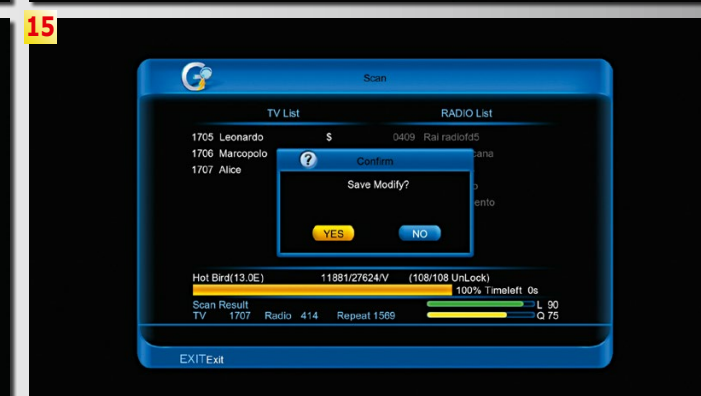 15
Scan
TV List RADIO List
1705 Leonardo $ 0409 Rai radiofd5
1706 Marcopolo cana
1707 Alice
Confirm
Save Modify?
ento
YES NO
Hot Bird(13.0E) 11881/27624/V (108/108 UnLock)
100% Timeleft 0s
Scan Result L 90
TV 1707 Radio 414 Repeat 1569 Q 75
EXITExit